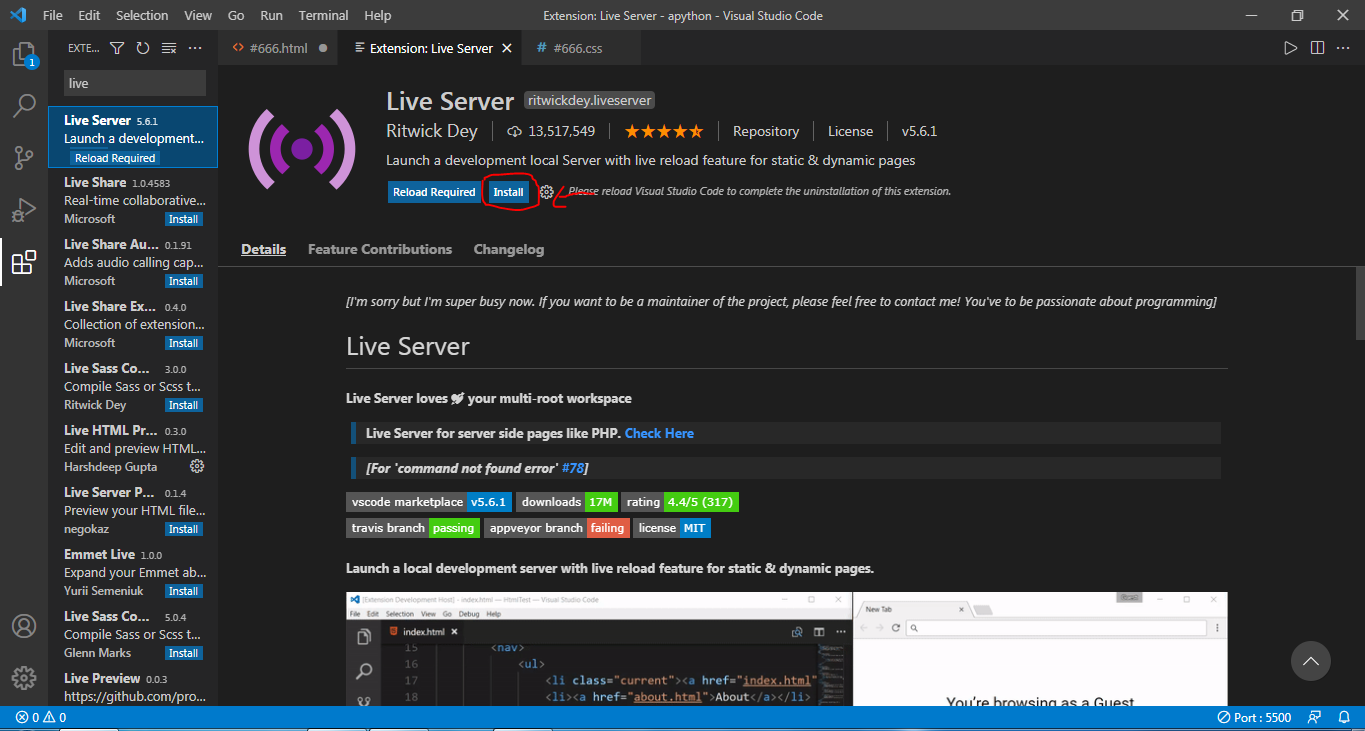 File Edit Selection View Go Run Terminal Help Extension: Live Server - apython - Visual Studio Code
EXTE...
#666.html
Extension: Live Server
# #666.css
1
live
Live Server 5.6.1
Launch a development...
Reload Required
Live Share 1.0.4583
Real-time collaborative...
Microsoft Install
Live Share Au... 0.1.91
Adds audio calling cap...
Microsoft Install
Live Share Ex... 0.4.0
Collection of extension...
Microsoft Install
Live Sass Co... 3.0.0
Compile Sass or Scss t...
Ritwick Dey Install
Live HTML Pr... 0.3.0
Edit and preview HTML...
Harshdeep Gupta
Live Server P... 0.1.4
Preview your HTML file...
negokaz Install
Emmet Live 1.0.0
Expand your Emmet ab...
Yurii Semeniuk Install
Live Sass Co... 5.0.4
Compile Sass or Scss t...
Glenn Marks Install
Live Preview 0.0.3
https://github.com/pro...
Live Server ritwickdey.liveserver
Ritwick Dey 13,517,549 Repository License v5.6.1
Launch a development local Server with live reload feature for static & dynamic pages
Reload Required Install Please reload Visual Studio Code to complete the uninstallation of this extension.
Details Feature Contributions Changelog
[I'm sorry but I'm super busy now. If you want to be a maintainer of the project, please feel free to contact me! You've to be passionate about programming]
Live Server
Live Server loves 💘 your multi-root workspace
Live Server for server side pages like PHP. Check Here
[For 'command not found error' #78]
vscode marketplace v5.6.1 downloads 17M rating 4.4/5 (317)
travis branch passing appveyor branch failing license MIT
Launch a local development server with live reload feature for static & dynamic pages.
[Extension Development Host] - index.html — HtmlTest — Visual Studio Code
File Edit Selection View Go Debug Help
index.html
15 <nav>
16 <ul>
17 <li class="current"><a href="index.html"
18 <li><a href="about.html">About</a></li>
New Tab
Guest
You're browsing as a Guest
0 0 Port : 5500